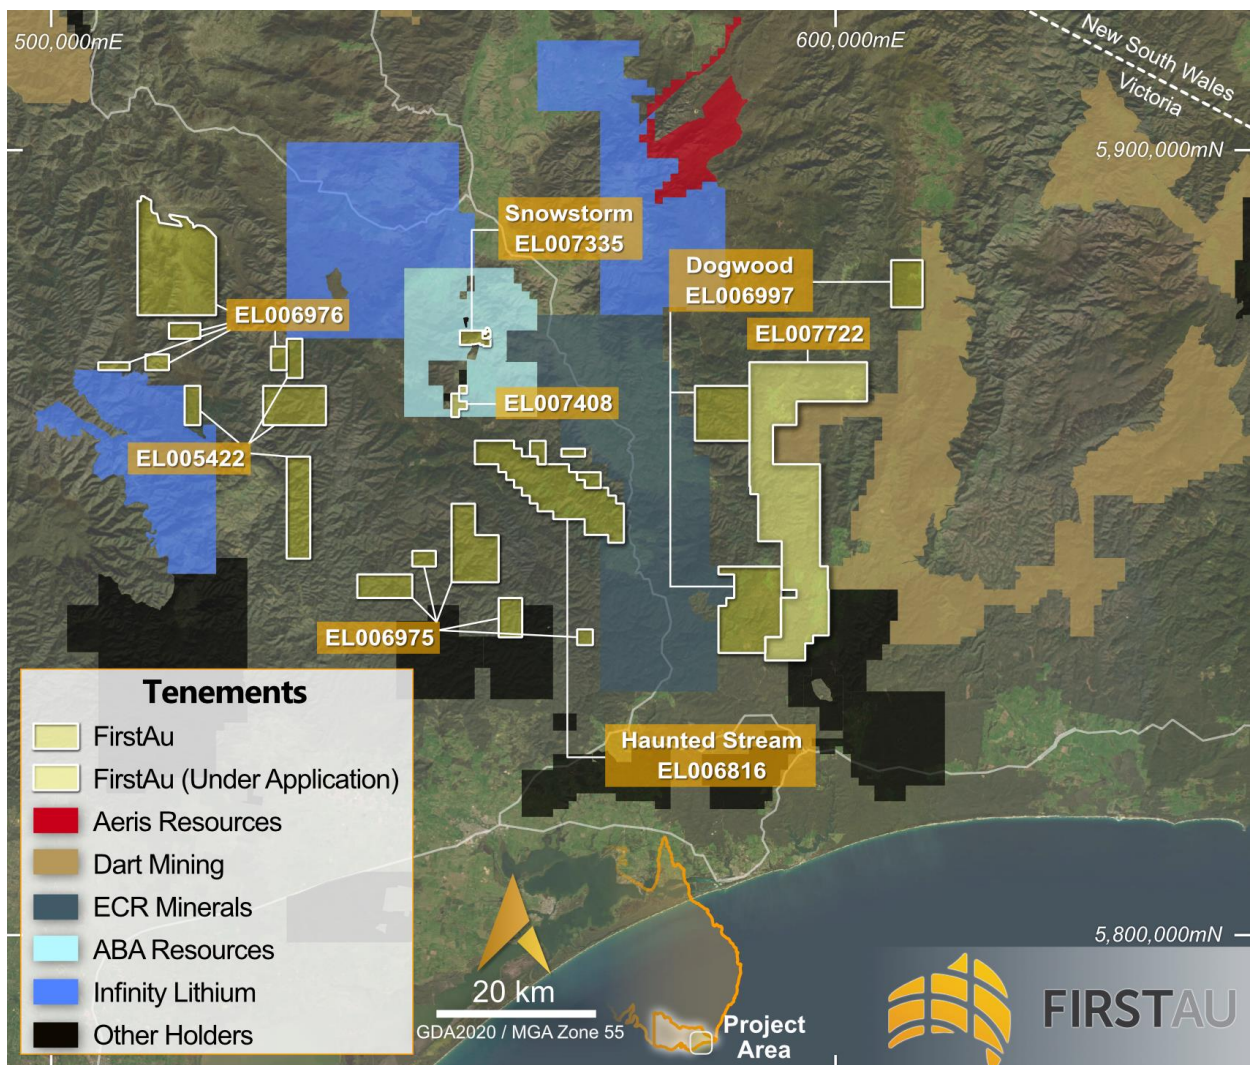 500,000mE
600,000mE
New South Wales
Victoria
5,900,000mN
Snowstorm
EL007335
Dogwood
EL006997
EL006976
EL007722
EL007408
EL005422
EL006975
Haunted Stream
EL006816
Tenements
FirstAu
FirstAu (Under Application)
Aeris Resources
Dart Mining
ECR Minerals
ABA Resources
Infinity Lithium
Other Holders
20 km
GDA2020 / MGA Zone 55
Project
Area
5,800,000mN
FIRSTAU